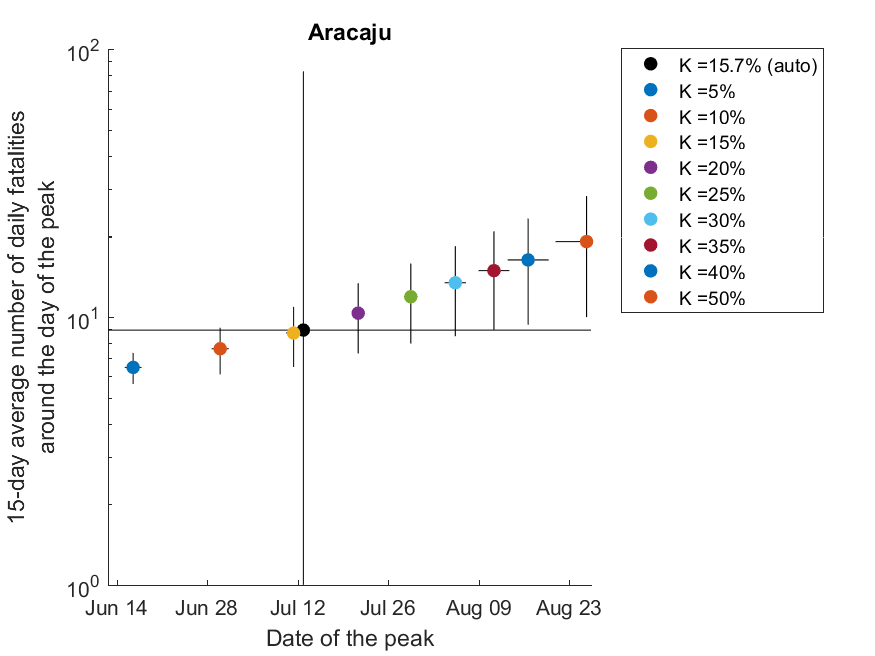 Aracaju
15-day average number of daily fatalities
around the day of the peak
10^2
10^1
10^0
Jun 14 Jun 28 Jul 12 Jul 26 Aug 09 Aug 23
Date of the peak
K =15.7% (auto)
K =5%
K =10%
K =15%
K =20%
K =25%
K =30%
K =35%
K =40%
K =50%